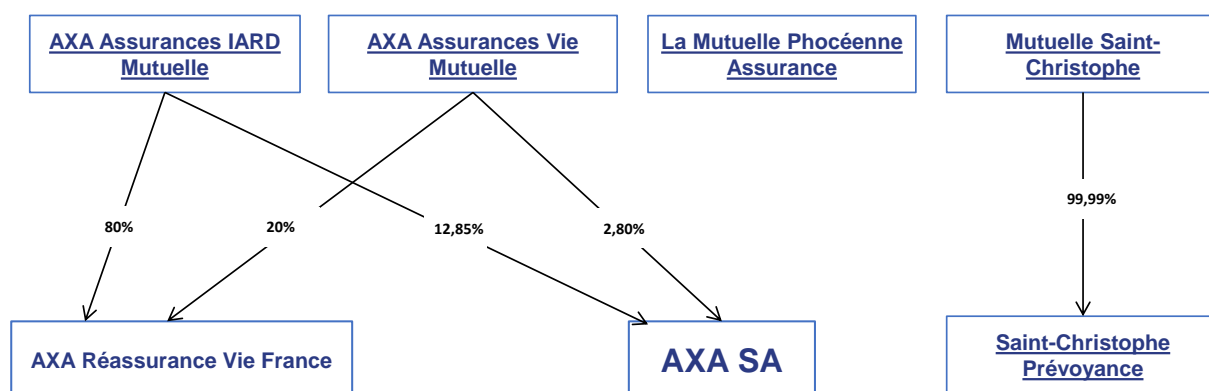 AXA Assurances IARD
Mutuelle
AXA Assurances Vie
Mutuelle
La Mutuelle Phocéenne
Assurance
Mutuelle Saint-
Christophe
80%
20%
12,85%
2,80%
99,99%
AXA Réassurance Vie France
AXA SA
Saint-Christophe
Prévoyance